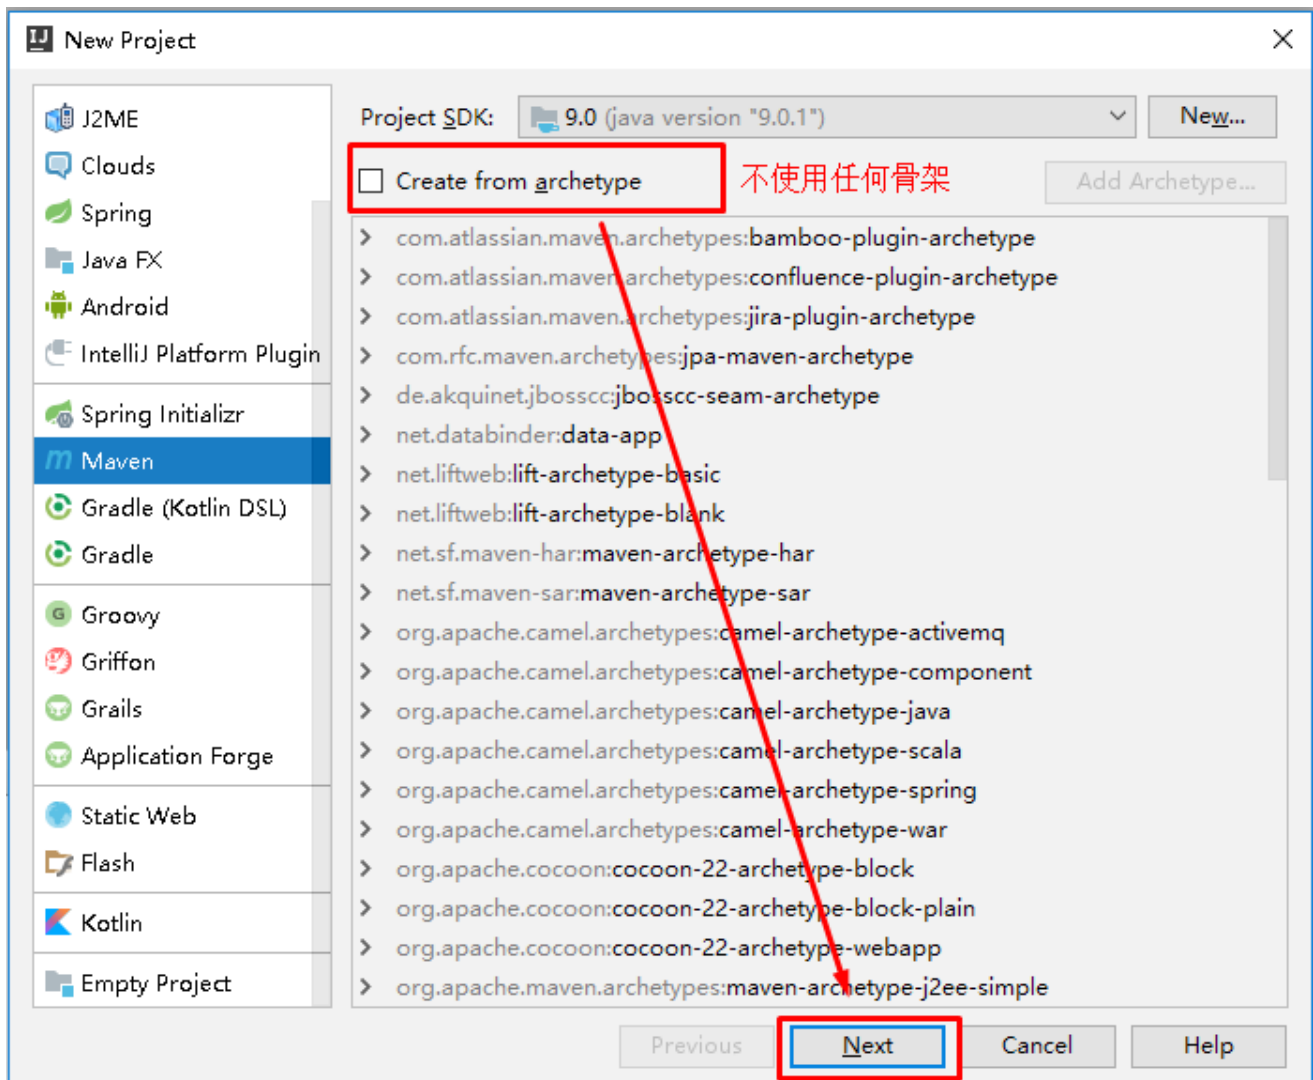 New Project
J2ME
Clouds
Spring
Java FX
Android
IntelliJ Platform Plugin
Spring Initializr
Maven
Gradle (Kotlin DSL)
Gradle
Groovy
Griffon
Grails
Application Forge
Static Web
Flash
Kotlin
Empty Project
Project SDK: 9.0 (java version "9.0.1") New...
Create from archetype 不使用任何骨架 Add Archetype...
com.atlassian.maven.archetypes:bamboo-plugin-archetype
com.atlassian.maven.archetypes:confluence-plugin-archetype
com.atlassian.maven.archetypes:jira-plugin-archetype
com.rfc.maven.archetypes:jpa-maven-archetype
de.akquinet.jbosscc:jbosscc-seam-archetype
net.databinder:data-app
net.liftweb:lift-archetype-basic
net.liftweb:lift-archetype-blank
net.sf.maven-har:maven-archetype-har
net.sf.maven-sar:maven-archetype-sar
org.apache.camel.archetypes:camel-archetype-activemq
org.apache.camel.archetypes:camel-archetype-component
org.apache.camel.archetypes:camel-archetype-java
org.apache.camel.archetypes:camel-archetype-scala
org.apache.camel.archetypes:camel-archetype-spring
org.apache.camel.archetypes:camel-archetype-war
org.apache.cocoon:cocoon-22-archetype-block
org.apache.cocoon:cocoon-22-archetype-block-plain
org.apache.cocoon:cocoon-22-archetype-webapp
org.apache.maven.archetypes:maven-archetype-j2ee-simple
Previous Next Cancel Help